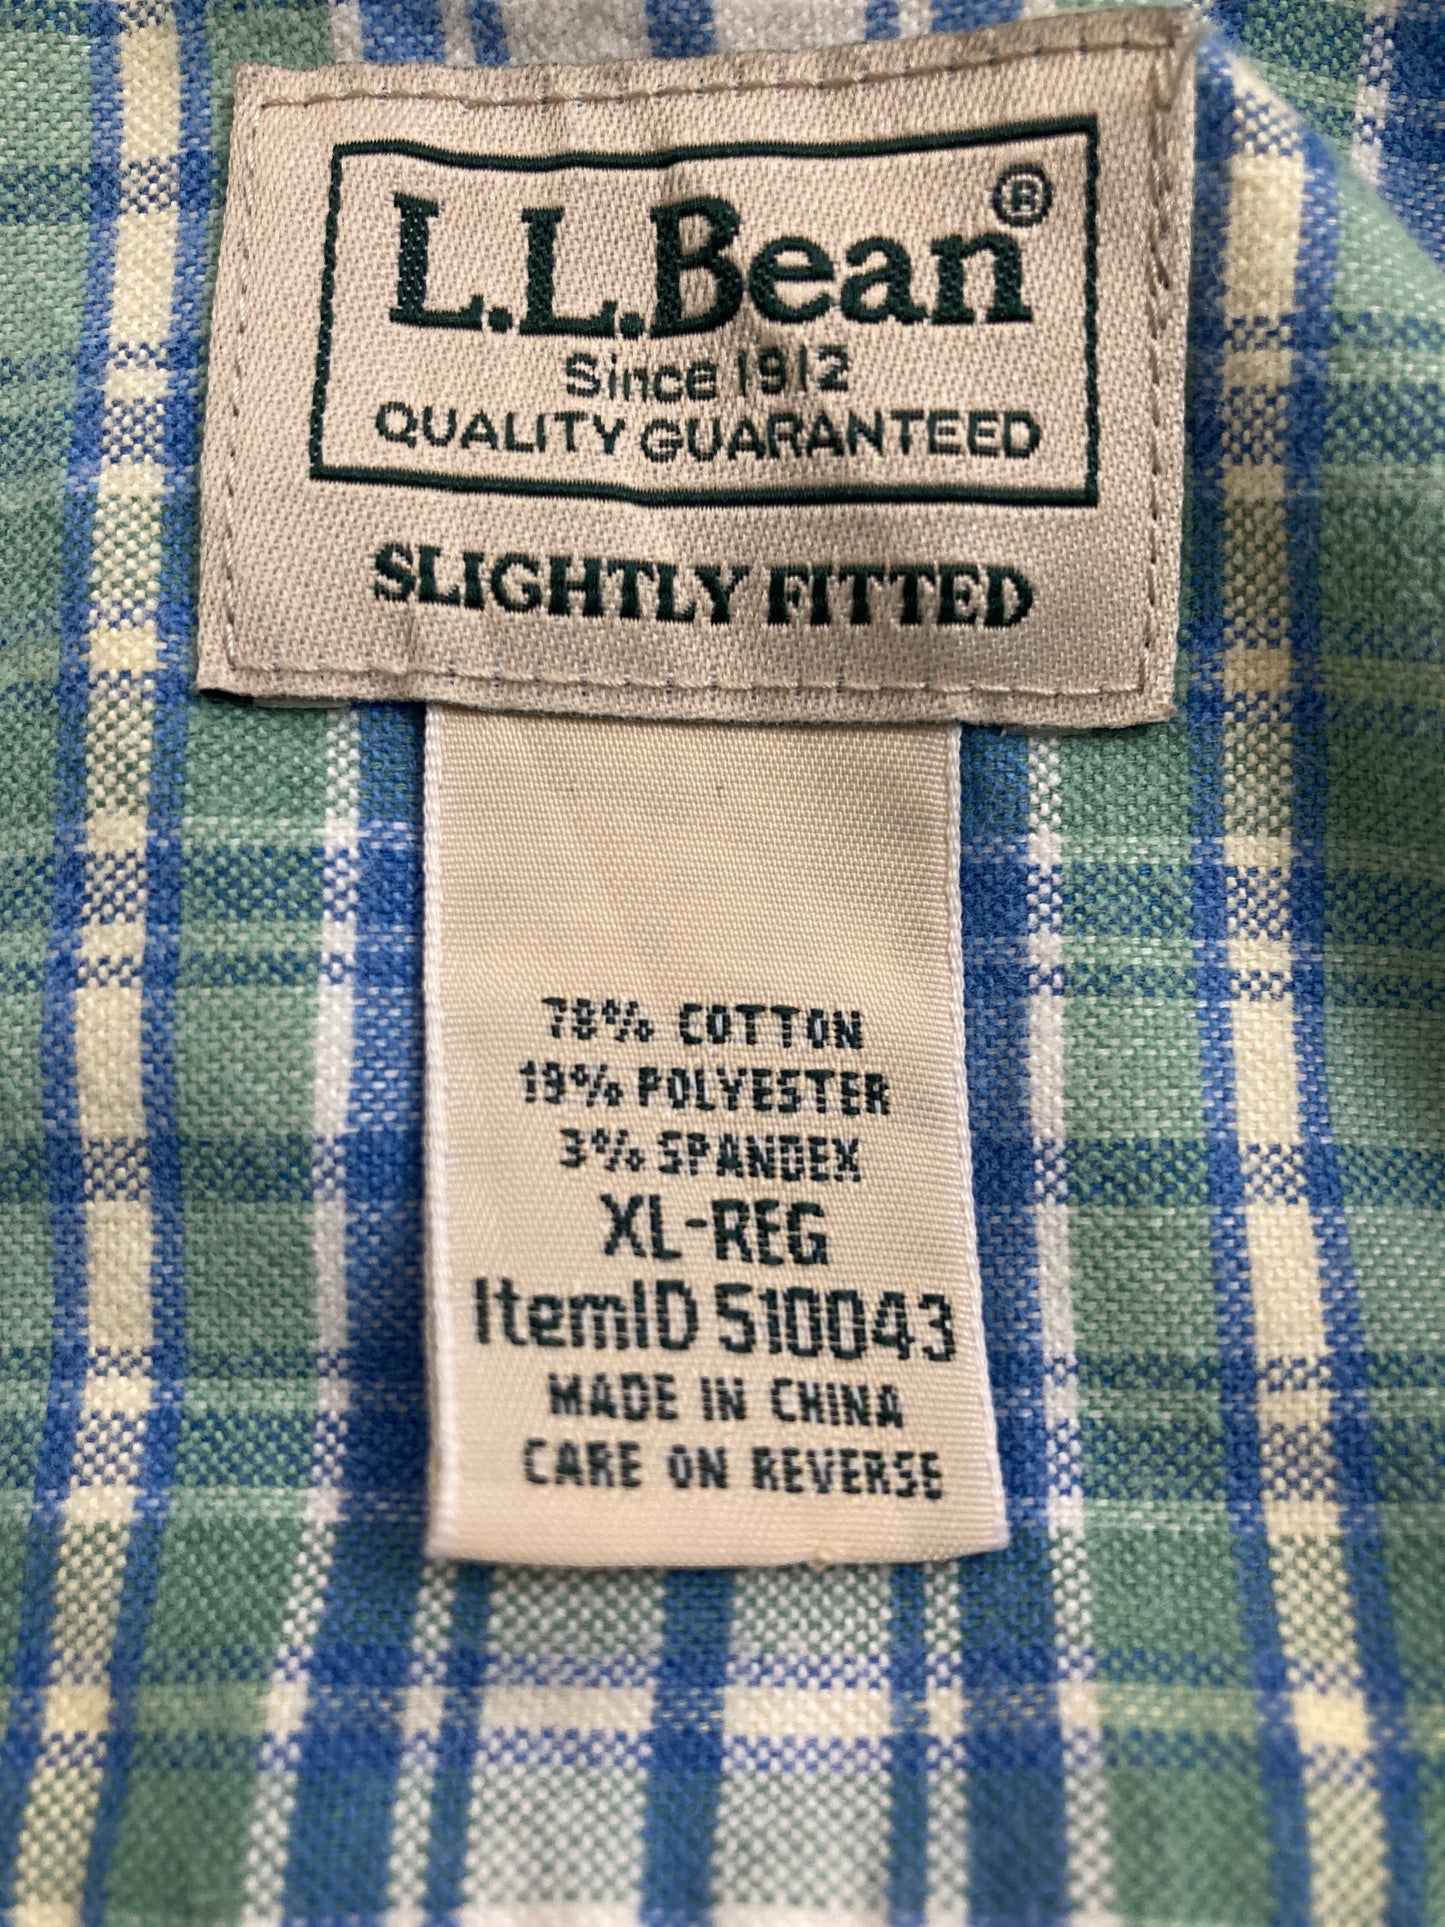 L.L.Bean®
Since 1912
QUALITY GUARANTEED
SLIGHTLY FITTED
78% COTTON
19% POLYESTER
3% SPANDEX
XL-REG
ItemID 510043
MADE IN CHINA
CARE ON REVERSE